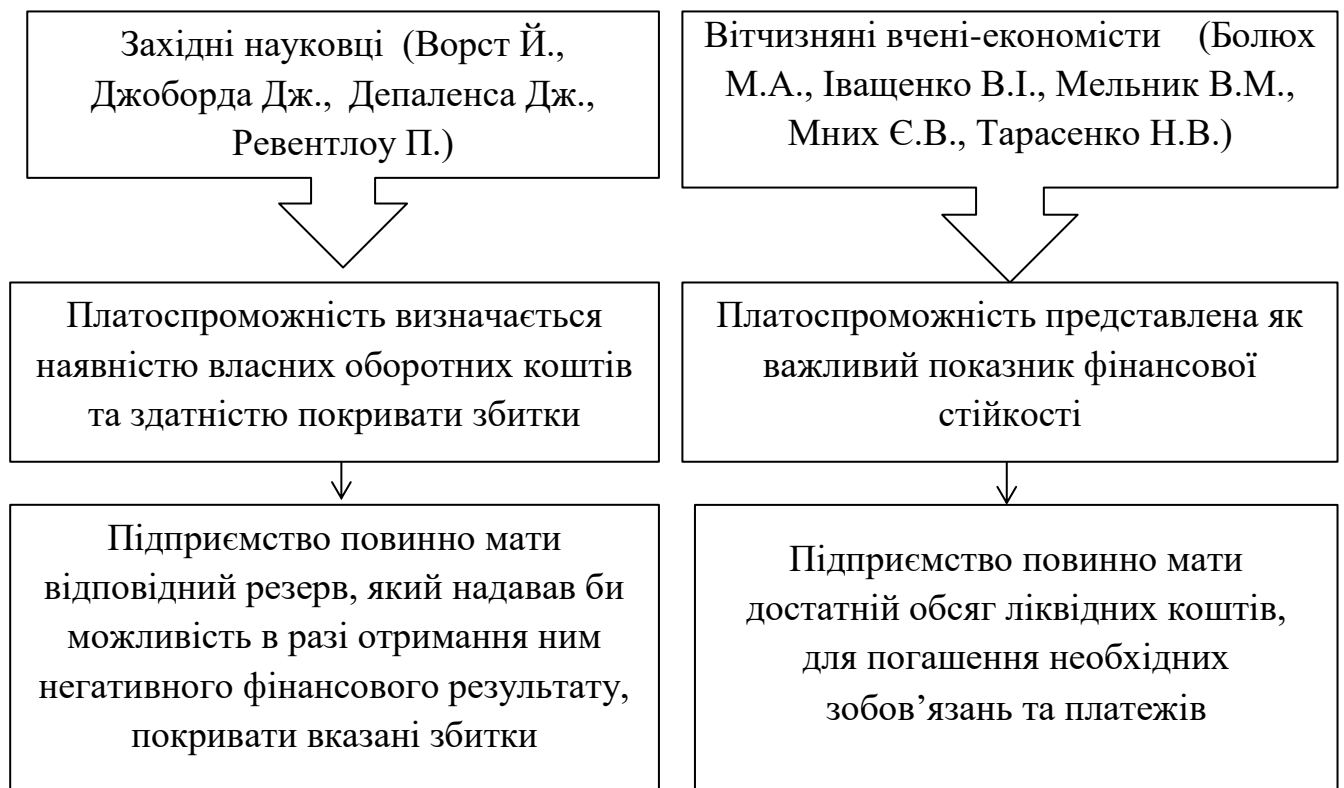 Західні науковці (Ворст Й.,
Джоборда Дж., Депаленса Дж.,
Ревентлоу П.)
Вітчизняні вчені-економісти (Болюх
М.А., Іващенко В.І., Мельник В.М.,
Мних Є.В., Тарасенко Н.В.)
Платоспроможність визначається
наявністю власних оборотних коштів
та здатністю покривати збитки
Платоспроможність представлена як
важливий показник фінансової
стійкості
Підприємство повинно мати
відповідний резерв, який надавав би
можливість в разі отримання ним
негативного фінансового результату,
покривати вказані збитки
Підприємство повинно мати
достатній обсяг ліквідних коштів,
для погашення необхідних
зобов’язань та платежів